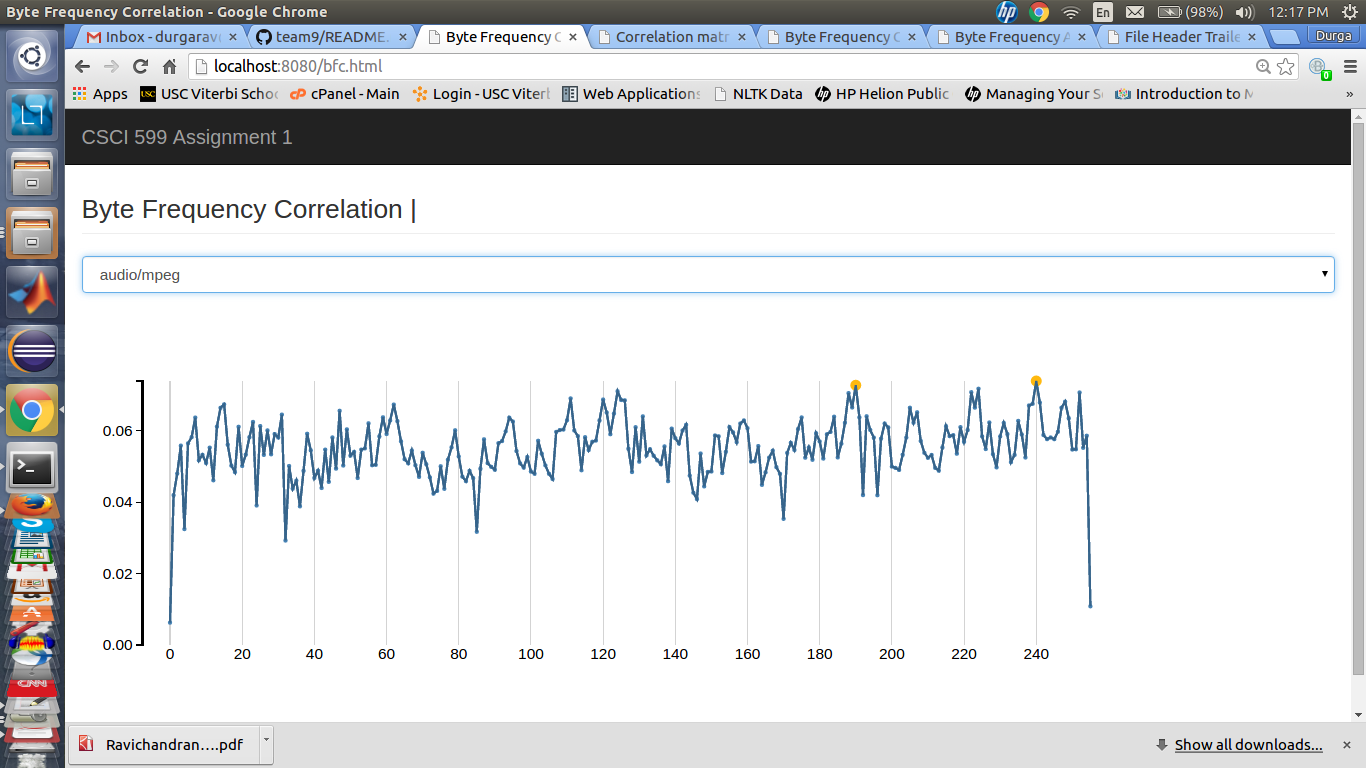 Byte Frequency Correlation - Google Chrome
En (98%) 12:17 PM
Inbox - durgarav
team9/README.
Byte Frequency C
Correlation mat
Byte Frequency C
Byte Frequency A
File Header Traile
Durga
localhost:8080/bfc.html
0
Apps USC Viterbi Scho cPanel - Main Login - USC Viterb Web Applications NLTK Data HP Helion Public Managing Your S Introduction to M »
CSCI 599 Assignment 1
Byte Frequency Correlation |
audio/mpeg
0.06
0.04
0.02
0.00
0 20 40 60 80 100 120 140 160 180 200 220 240
CNN
Ravichandran....pdf
Show all downloads...